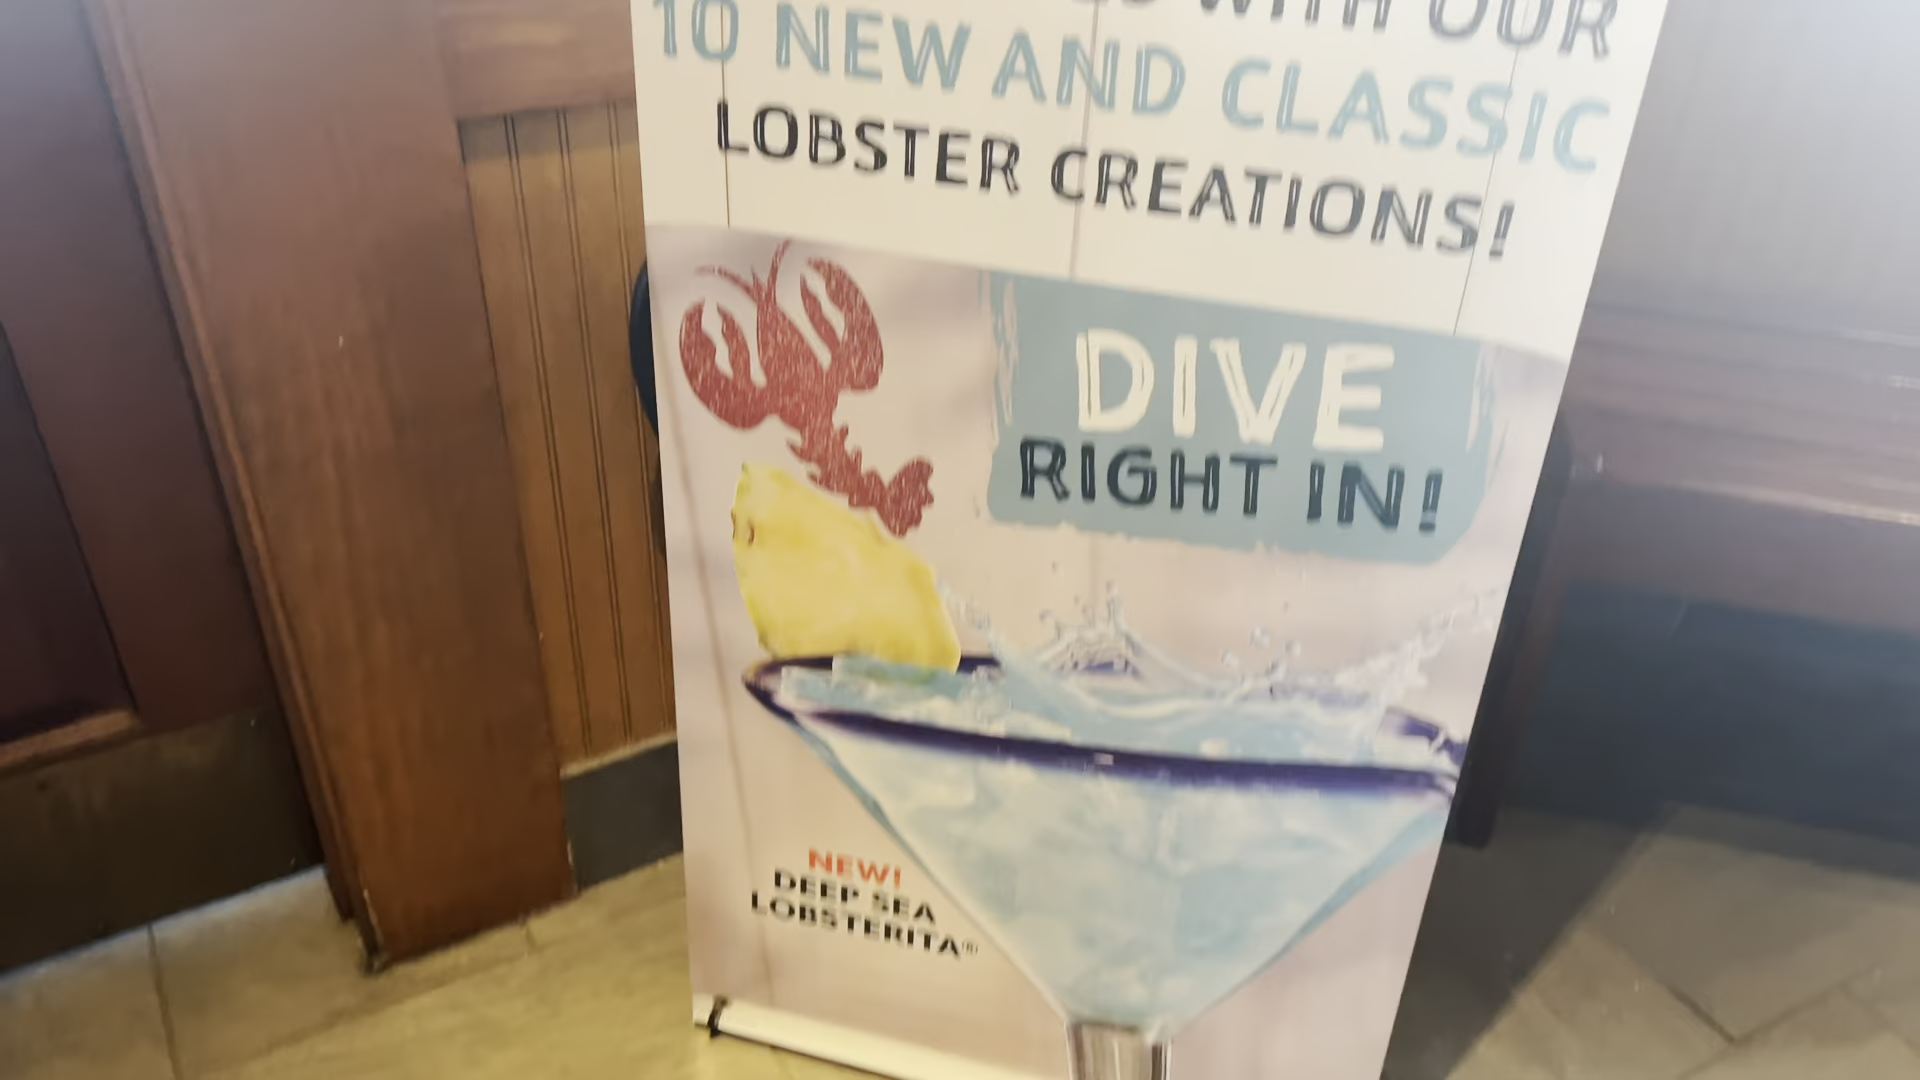 WITH OUR
10 NEW AND CLASSIC
LOBSTER CREATIONS!
DIVE
RIGHT IN!
NEW!
DEEP SEA
LOBSTERITA®